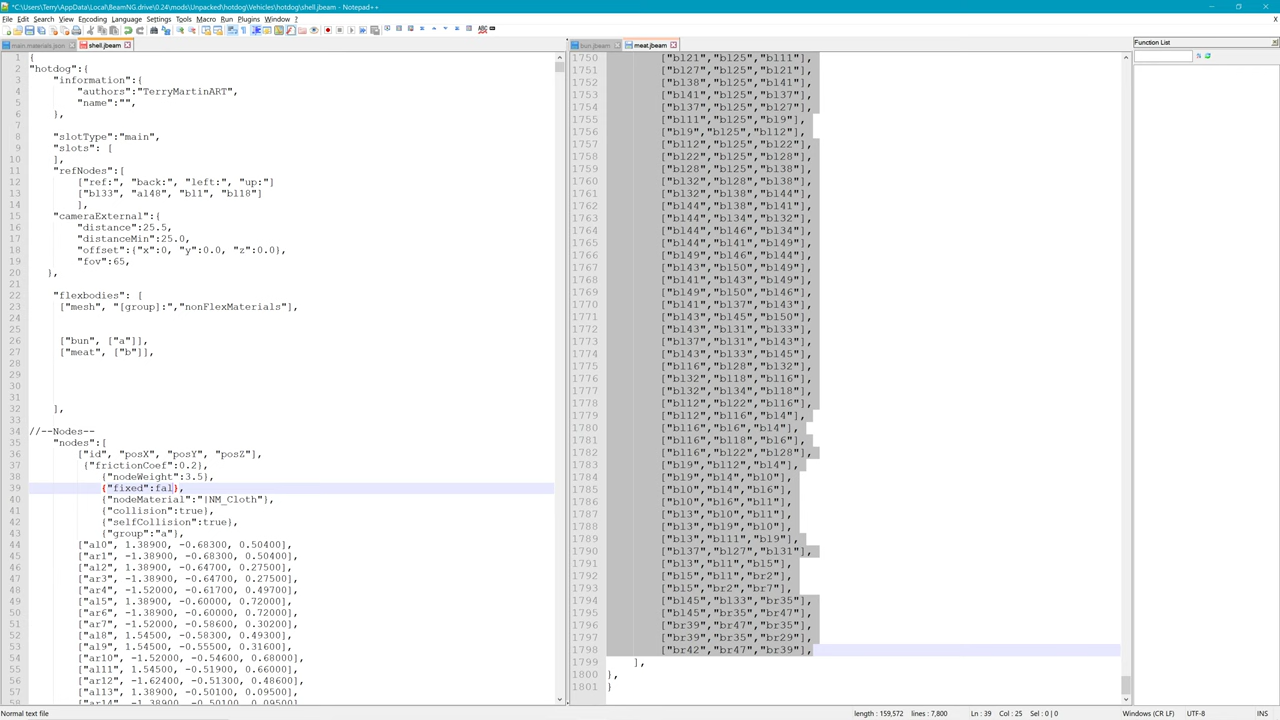 *C:\Users\Terry\AppData\Local\BeamNG.drive\0.24\mods\Unpacked\hotdog\Vehicles\hotdog\shell.jbeam - Notepad++
File Edit Search View Encoding Language Settings Tools Macro Run Plugins Window ?
X
main.materials.json
shell.jbeam
1 {
2 "hotdog":{
3 "information":{
4 "authors":"TerryMartinART",
5 "name":"",
6 },
7
8 "slotType":"main",
9 "slots": [
10 ],
11 "refNodes":[
12 ["ref:", "back:", "left:", "up:"]
13 ["bl33", "al48", "bl1", "bl18"]
14 ],
15 "cameraExternal":{
16 "distance":25.5,
17 "distanceMin":25.0,
18 "offset":{"x":0, "y":0.0, "z":0.0},
19 "fov":65,
20 },
21
22 "flexbodies": [
23 ["mesh", "[group]:","nonFlexMaterials"],
24
25
26 ["bun", ["a"]],
27 ["meat", ["b"]],
28
29
30
31
32 ],
33
34 //--Nodes--
35 "nodes":[
36 ["id", "posX", "posY", "posZ"],
37 {"frictionCoef":0.2},
38 {"nodeWeight":3.5},
39 {"fixed":fal},
40 {"nodeMaterial":"|NM_Cloth"},
41 {"collision":true},
42 {"selfCollision":true},
43 {"group":"a"},
44 ["al0", 1.38900, -0.68300, 0.50400],
45 ["ar1", -1.38900, -0.68300, 0.50400],
46 ["al2", 1.38900, -0.64700, 0.27500],
47 ["ar3", -1.38900, -0.64700, 0.27500],
48 ["ar4", -1.52000, -0.61700, 0.49700],
49 ["al5", 1.38900, -0.60000, 0.72000],
50 ["ar6", -1.38900, -0.60000, 0.72000],
51 ["ar7", -1.52000, -0.58600, 0.30200],
52 ["al8", 1.54500, -0.58300, 0.49300],
53 ["al9", 1.54500, -0.55500, 0.31600],
54 ["ar10", -1.52000, -0.54600, 0.68000],
55 ["al11", 1.54500, -0.51900, 0.66000],
56 ["ar12", -1.64600, -0.51300, 0.48600],
57 ["al13", 1.38900, -0.50100, 0.09500],
58 ["ar14", -1.38900, -0.50100, 0.09500],
bun.jbeam
meat.jbeam
1750 ["bl21","bl25","bl11"],
1751 ["bl27","bl25","bl21"],
1752 ["bl38","bl25","bl41"],
1753 ["bl41","bl25","bl37"],
1754 ["bl37","bl25","bl27"],
1755 ["bl11","bl25","bl9"],
1756 ["bl9","bl25","bl12"],
1757 ["bl12","bl25","bl22"],
1758 ["bl22","bl25","bl28"],
1759 ["bl28","bl25","bl38"],
1760 ["bl32","bl28","bl38"],
1761 ["bl32","bl38","bl44"],
1762 ["bl44","bl38","bl41"],
1763 ["bl44","bl34","bl32"],
1764 ["bl44","bl46","bl34"],
1765 ["bl44","bl41","bl49"],
1766 ["bl49","bl46","bl44"],
1767 ["bl43","bl50","bl49"],
1768 ["bl41","bl43","bl49"],
1769 ["bl49","bl50","bl46"],
1770 ["bl41","bl37","bl43"],
1771 ["bl43","bl45","bl50"],
1772 ["bl43","bl31","bl33"],
1773 ["bl37","bl31","bl43"],
1774 ["bl43","bl33","bl45"],
1775 ["bl16","bl28","bl32"],
1776 ["bl32","bl18","bl16"],
1777 ["bl32","bl34","bl18"],
1778 ["bl12","bl22","bl16"],
1779 ["bl12","bl16","bl4"],
1780 ["bl16","bl6","bl4"],
1781 ["bl16","bl18","bl6"],
1782 ["bl16","bl22","bl28"],
1783 ["bl9","bl12","bl4"],
1784 ["bl9","bl4","bl0"],
1785 ["bl0","bl4","bl6"],
1786 ["bl0","bl6","bl1"],
1787 ["bl3","bl0","bl1"],
1788 ["bl3","bl9","bl0"],
1789 ["bl3","bl11","bl9"],
1790 ["bl37","bl27","bl31"],
1791 ["bl3","bl1","bl5"],
1792 ["bl5","bl1","br2"],
1793 ["bl5","br2","br7"],
1794 ["bl45","bl33","br35"],
1795 ["bl45","br35","br47"],
1796 ["br39","br47","br35"],
1797 ["br39","br35","br29"],
1798 ["br42","br47","br39"],
1799 ],
1800 },
1801 }
Function List
Normal text file
length : 159,572 lines : 7,800
Ln : 39 Col : 25 Sel : 0 | 0
Windows (CR LF)
UTF-8
INS